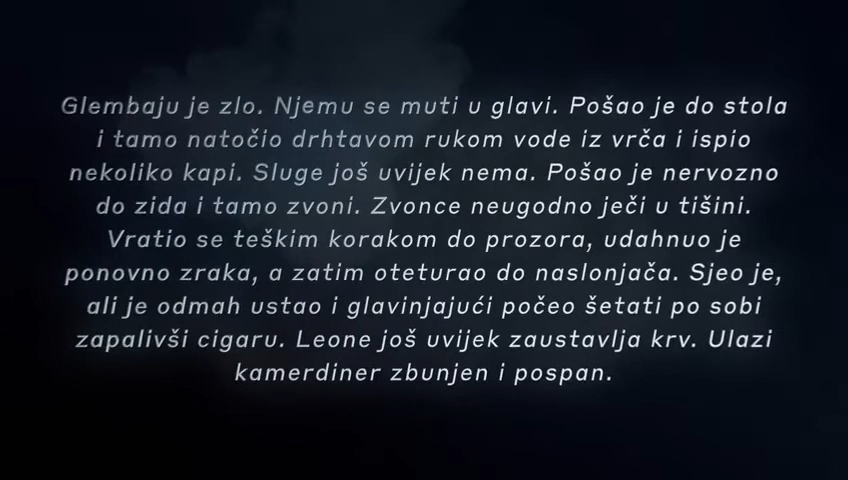 Glembaju je zlo. Njemu se muti u glavi. Pošao je do stola
i tamo natočio drhtavom rukom vode iz vrča i ispio
nekoliko kapi. Sluge još uvijek nema. Pošao je nervozno
do zida i tamo zvoni. Zvonce neugodno ječi u tišini.
Vratio se teškim korakom do prozora, udahnuo je
ponovno zraka, a zatim oteturao do naslonjača. Sjeo je,
ali je odmah ustao i glavinjajući počeo šetati po sobi
zapalivši cigaru. Leone još uvijek zaustavlja krv. Ulazi
kamerdiner zbunjen i pospan.